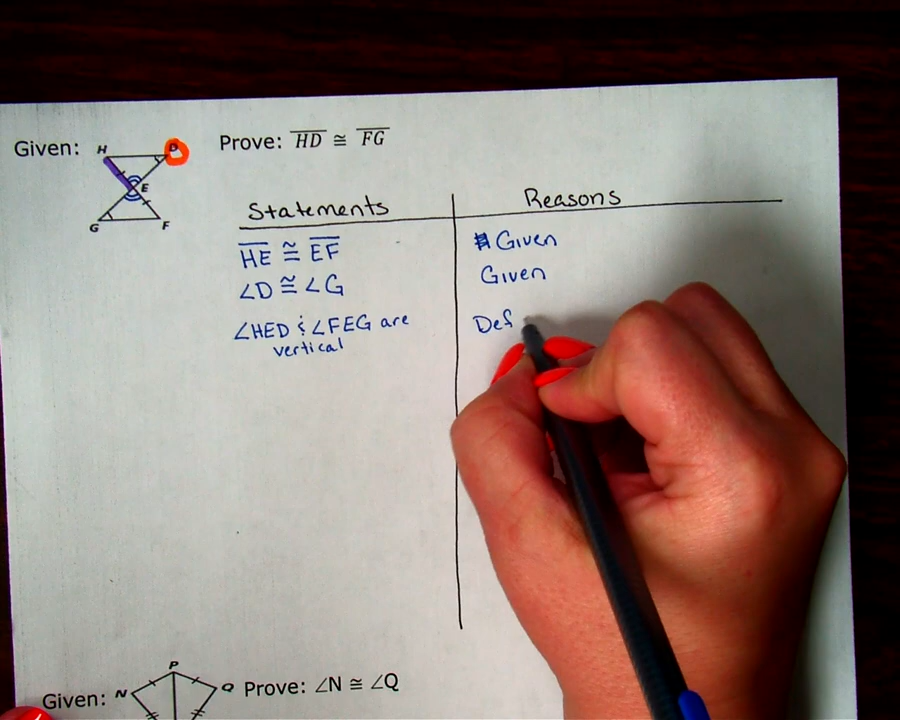 Given: H D Prove: HD ≅ FG
E
G F
Statements Reasons
HE ≅ EF Given
∠D ≅ ∠G Given
∠HED & ∠FEG are Def
vertical
P
Given: N Q Prove: ∠N ≅ ∠Q